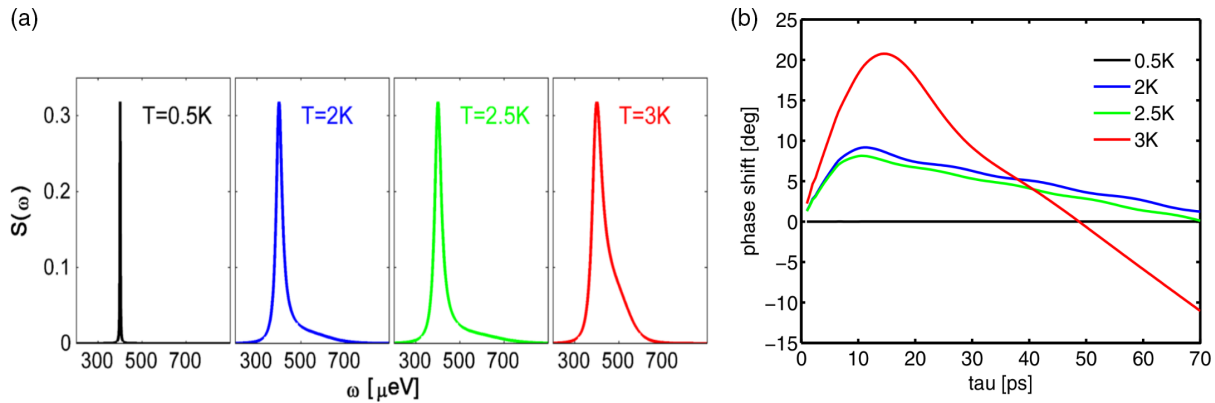 (a)
S(ω)
0.3
0.2
0.1
0
T=0.5K
T=2K
T=2.5K
T=3K
300 500 700
300 500 700
300 500 700
300 500 700
ω [μeV]
(b)
phase shift [deg]
25
20
15
10
5
0
−5
−10
−15
0.5K
2K
2.5K
3K
0 10 20 30 40 50 60 70
tau [ps]